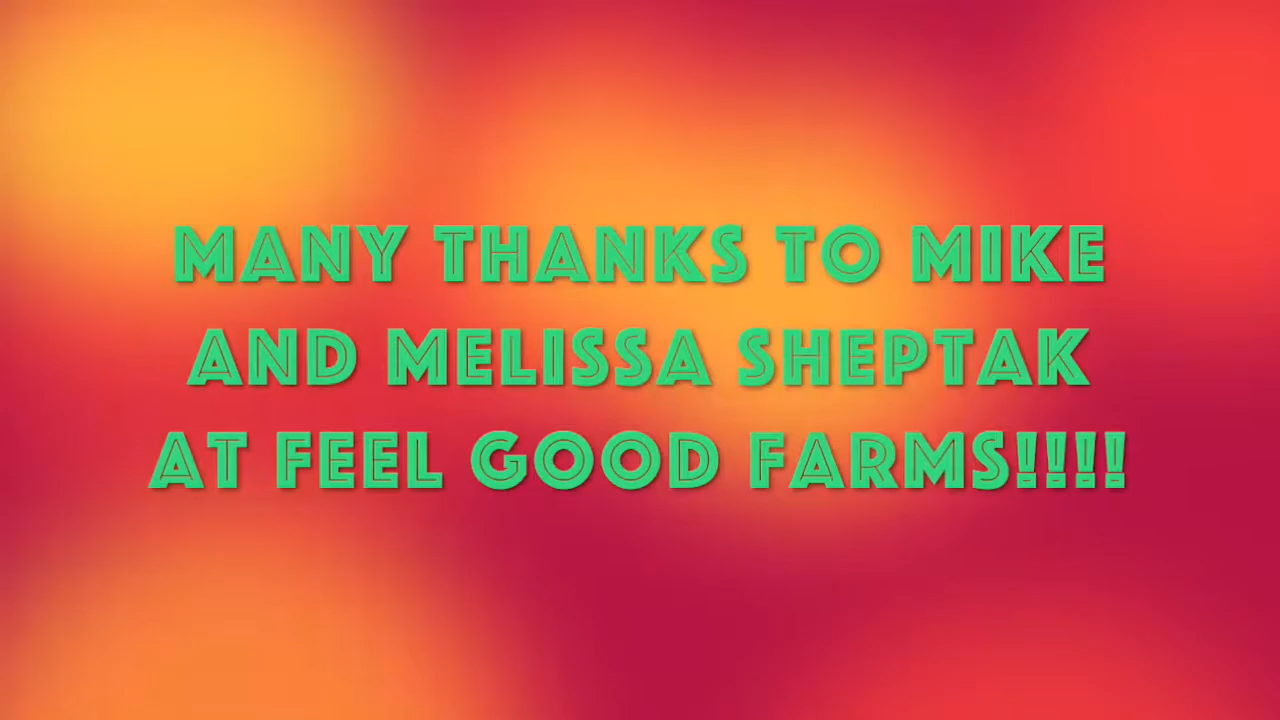 MANY THANKS TO MIKE
AND MELISSA SHEPTAK
AT FEEL GOOD FARMS!!!!